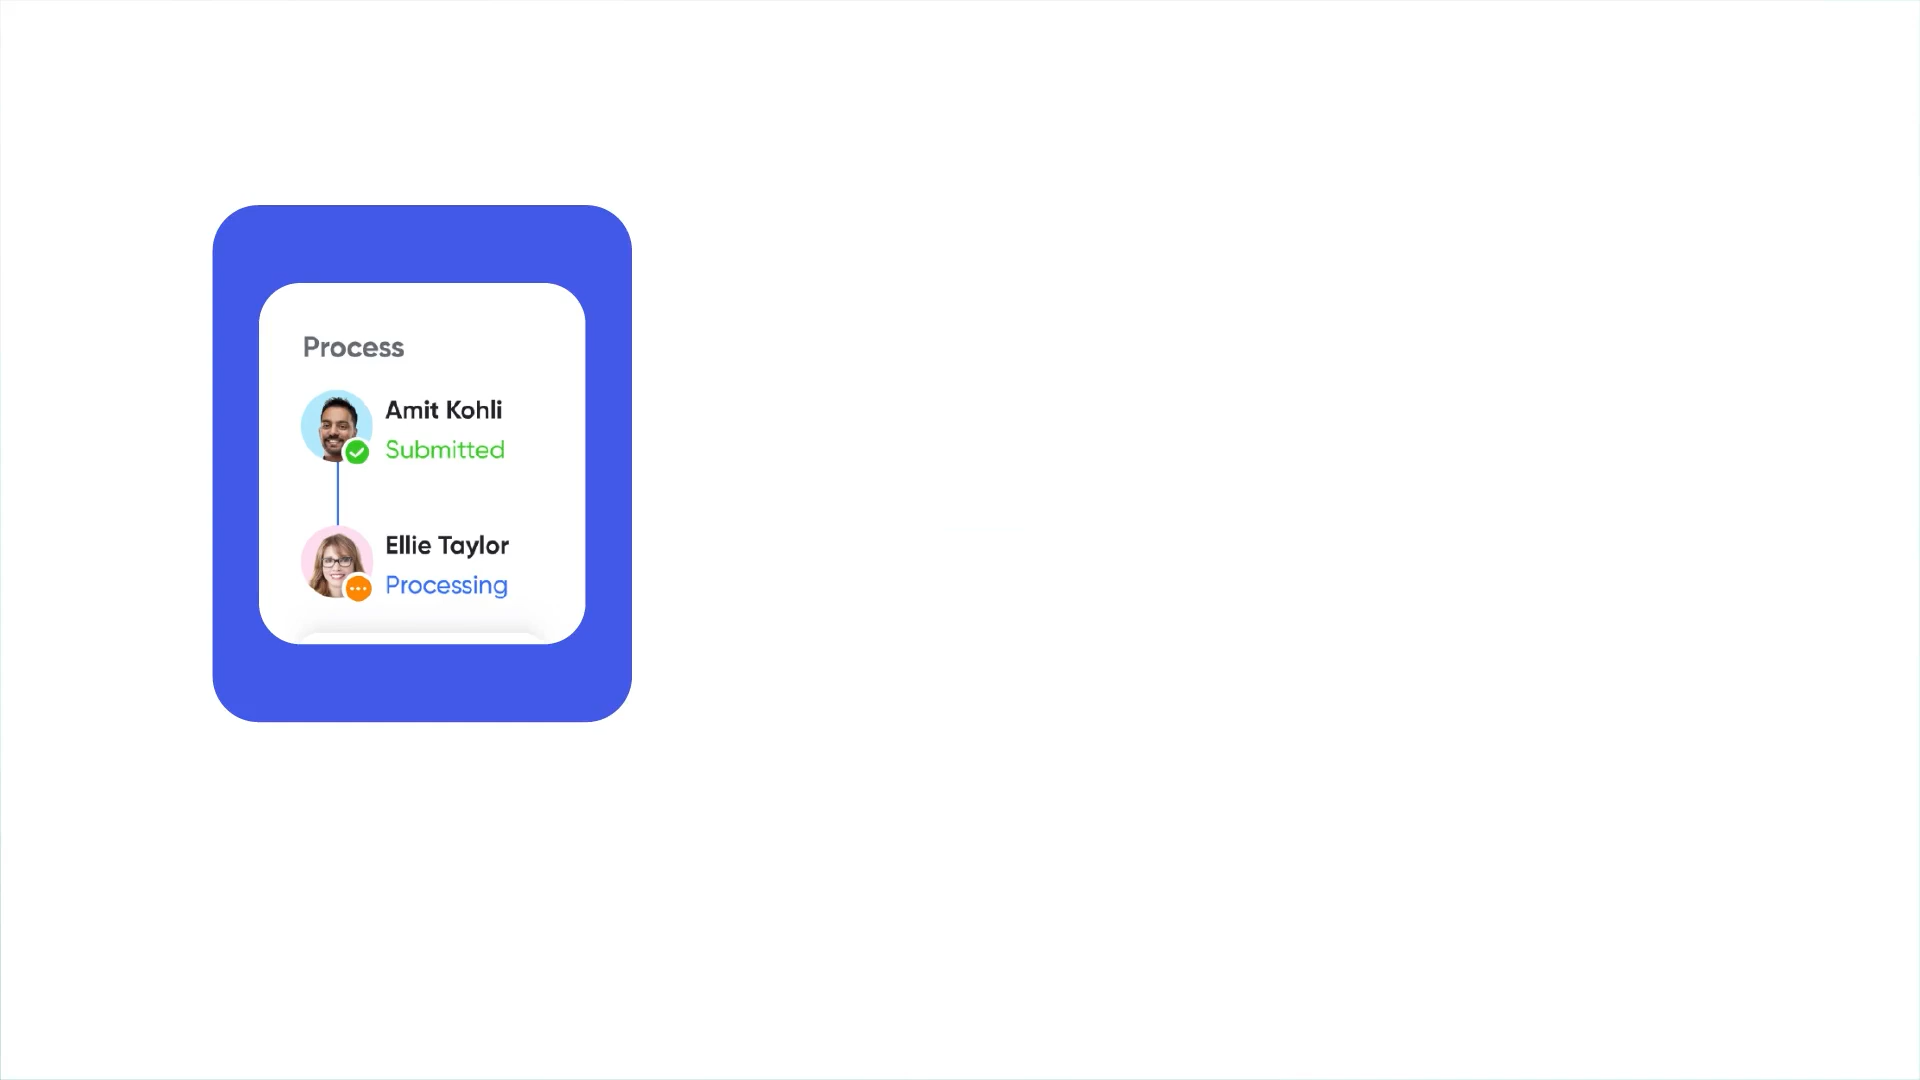 Process
Amit Kohli
Submitted
Ellie Taylor
Processing